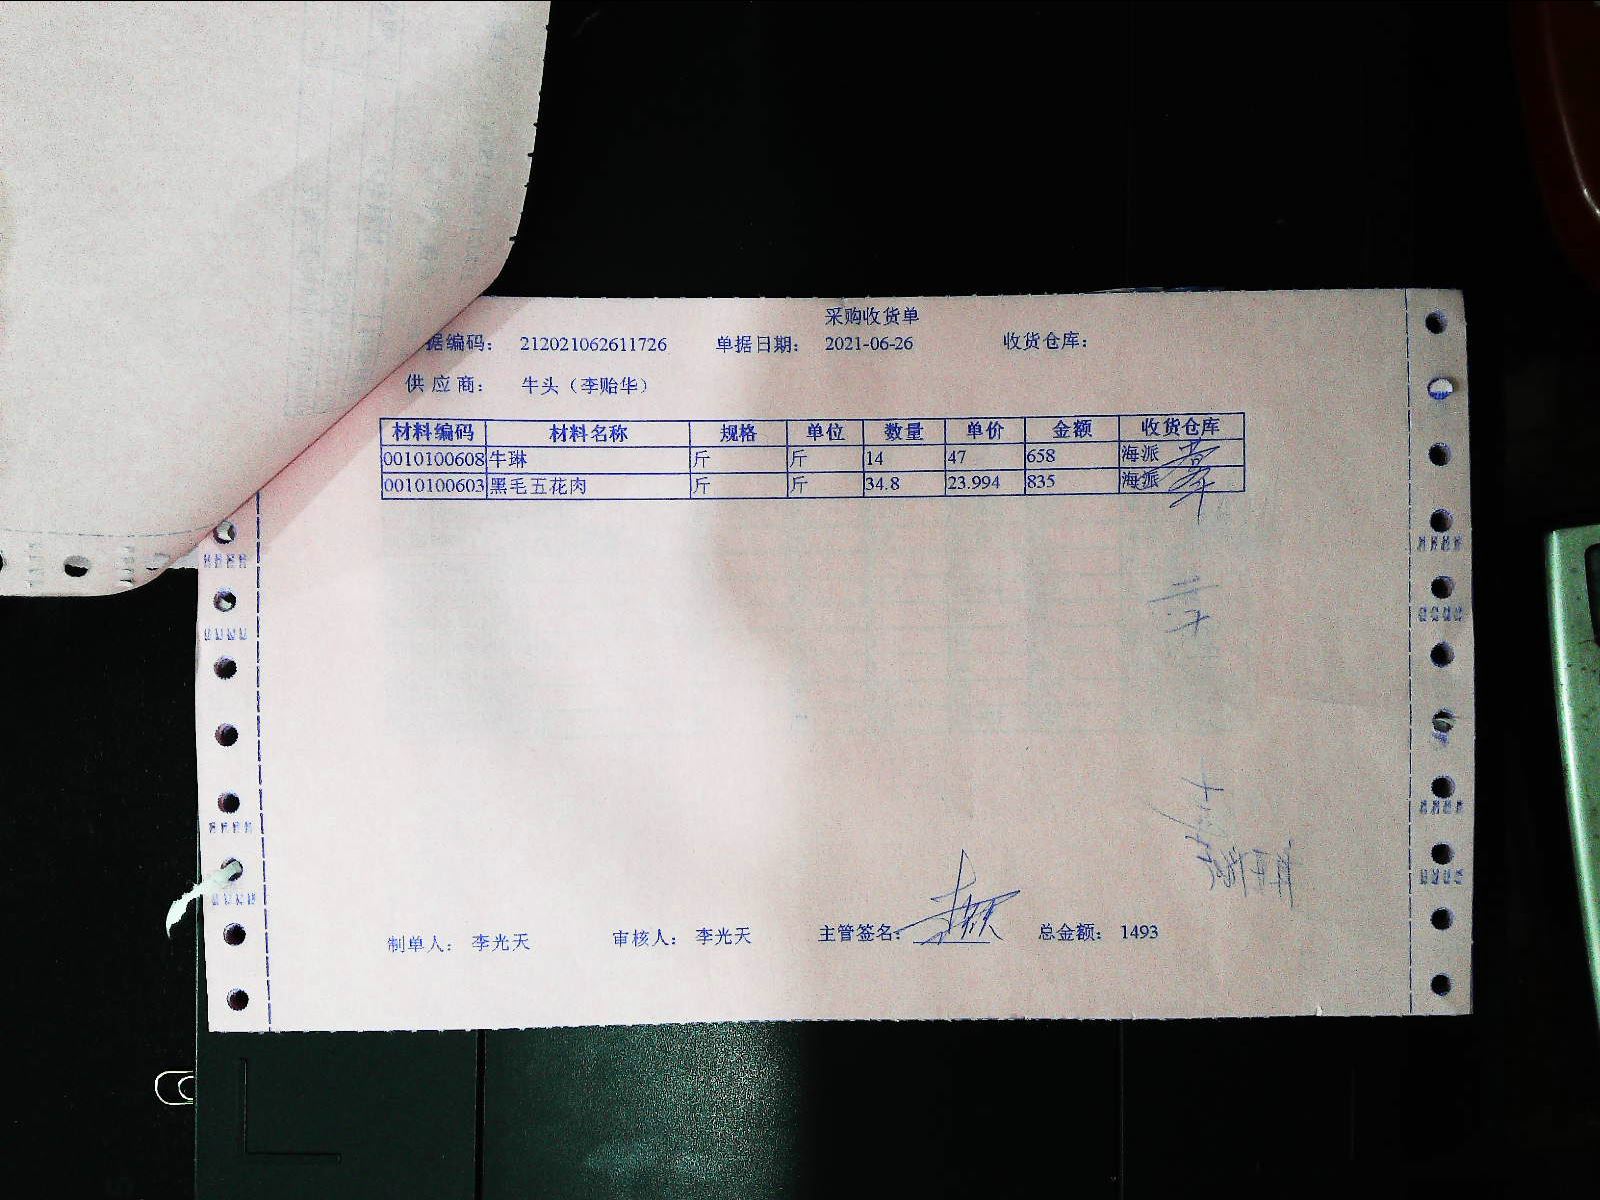 采购收货单
据编码： 212021062611726 单据日期： 2021-06-26 收货仓库：
供应商： 牛头（李贻华）
材料编码 材料名称 规格 单位 数量 单价 金额 收货仓库
0010100608 牛琳 斤 斤 14 47 658 海派
0010100603 黑毛五花肉 斤 斤 34.8 23.994 835 海派
制单人： 李光天 审核人： 李光天 主管签名： 总金额： 1493